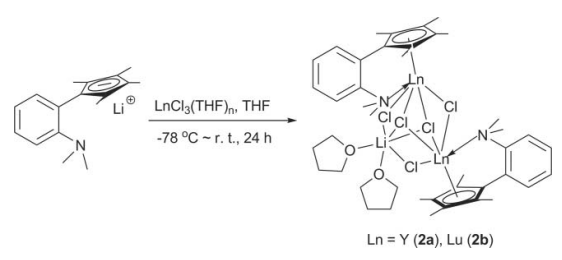 Li⊕
N
LnCl3(THF)n, THF
-78 °C ~ r. t., 24 h
Ln
N
Cl
Cl
Cl
Cl
Li
O
Cl
Ln
N
O
Ln = Y (2a), Lu (2b)